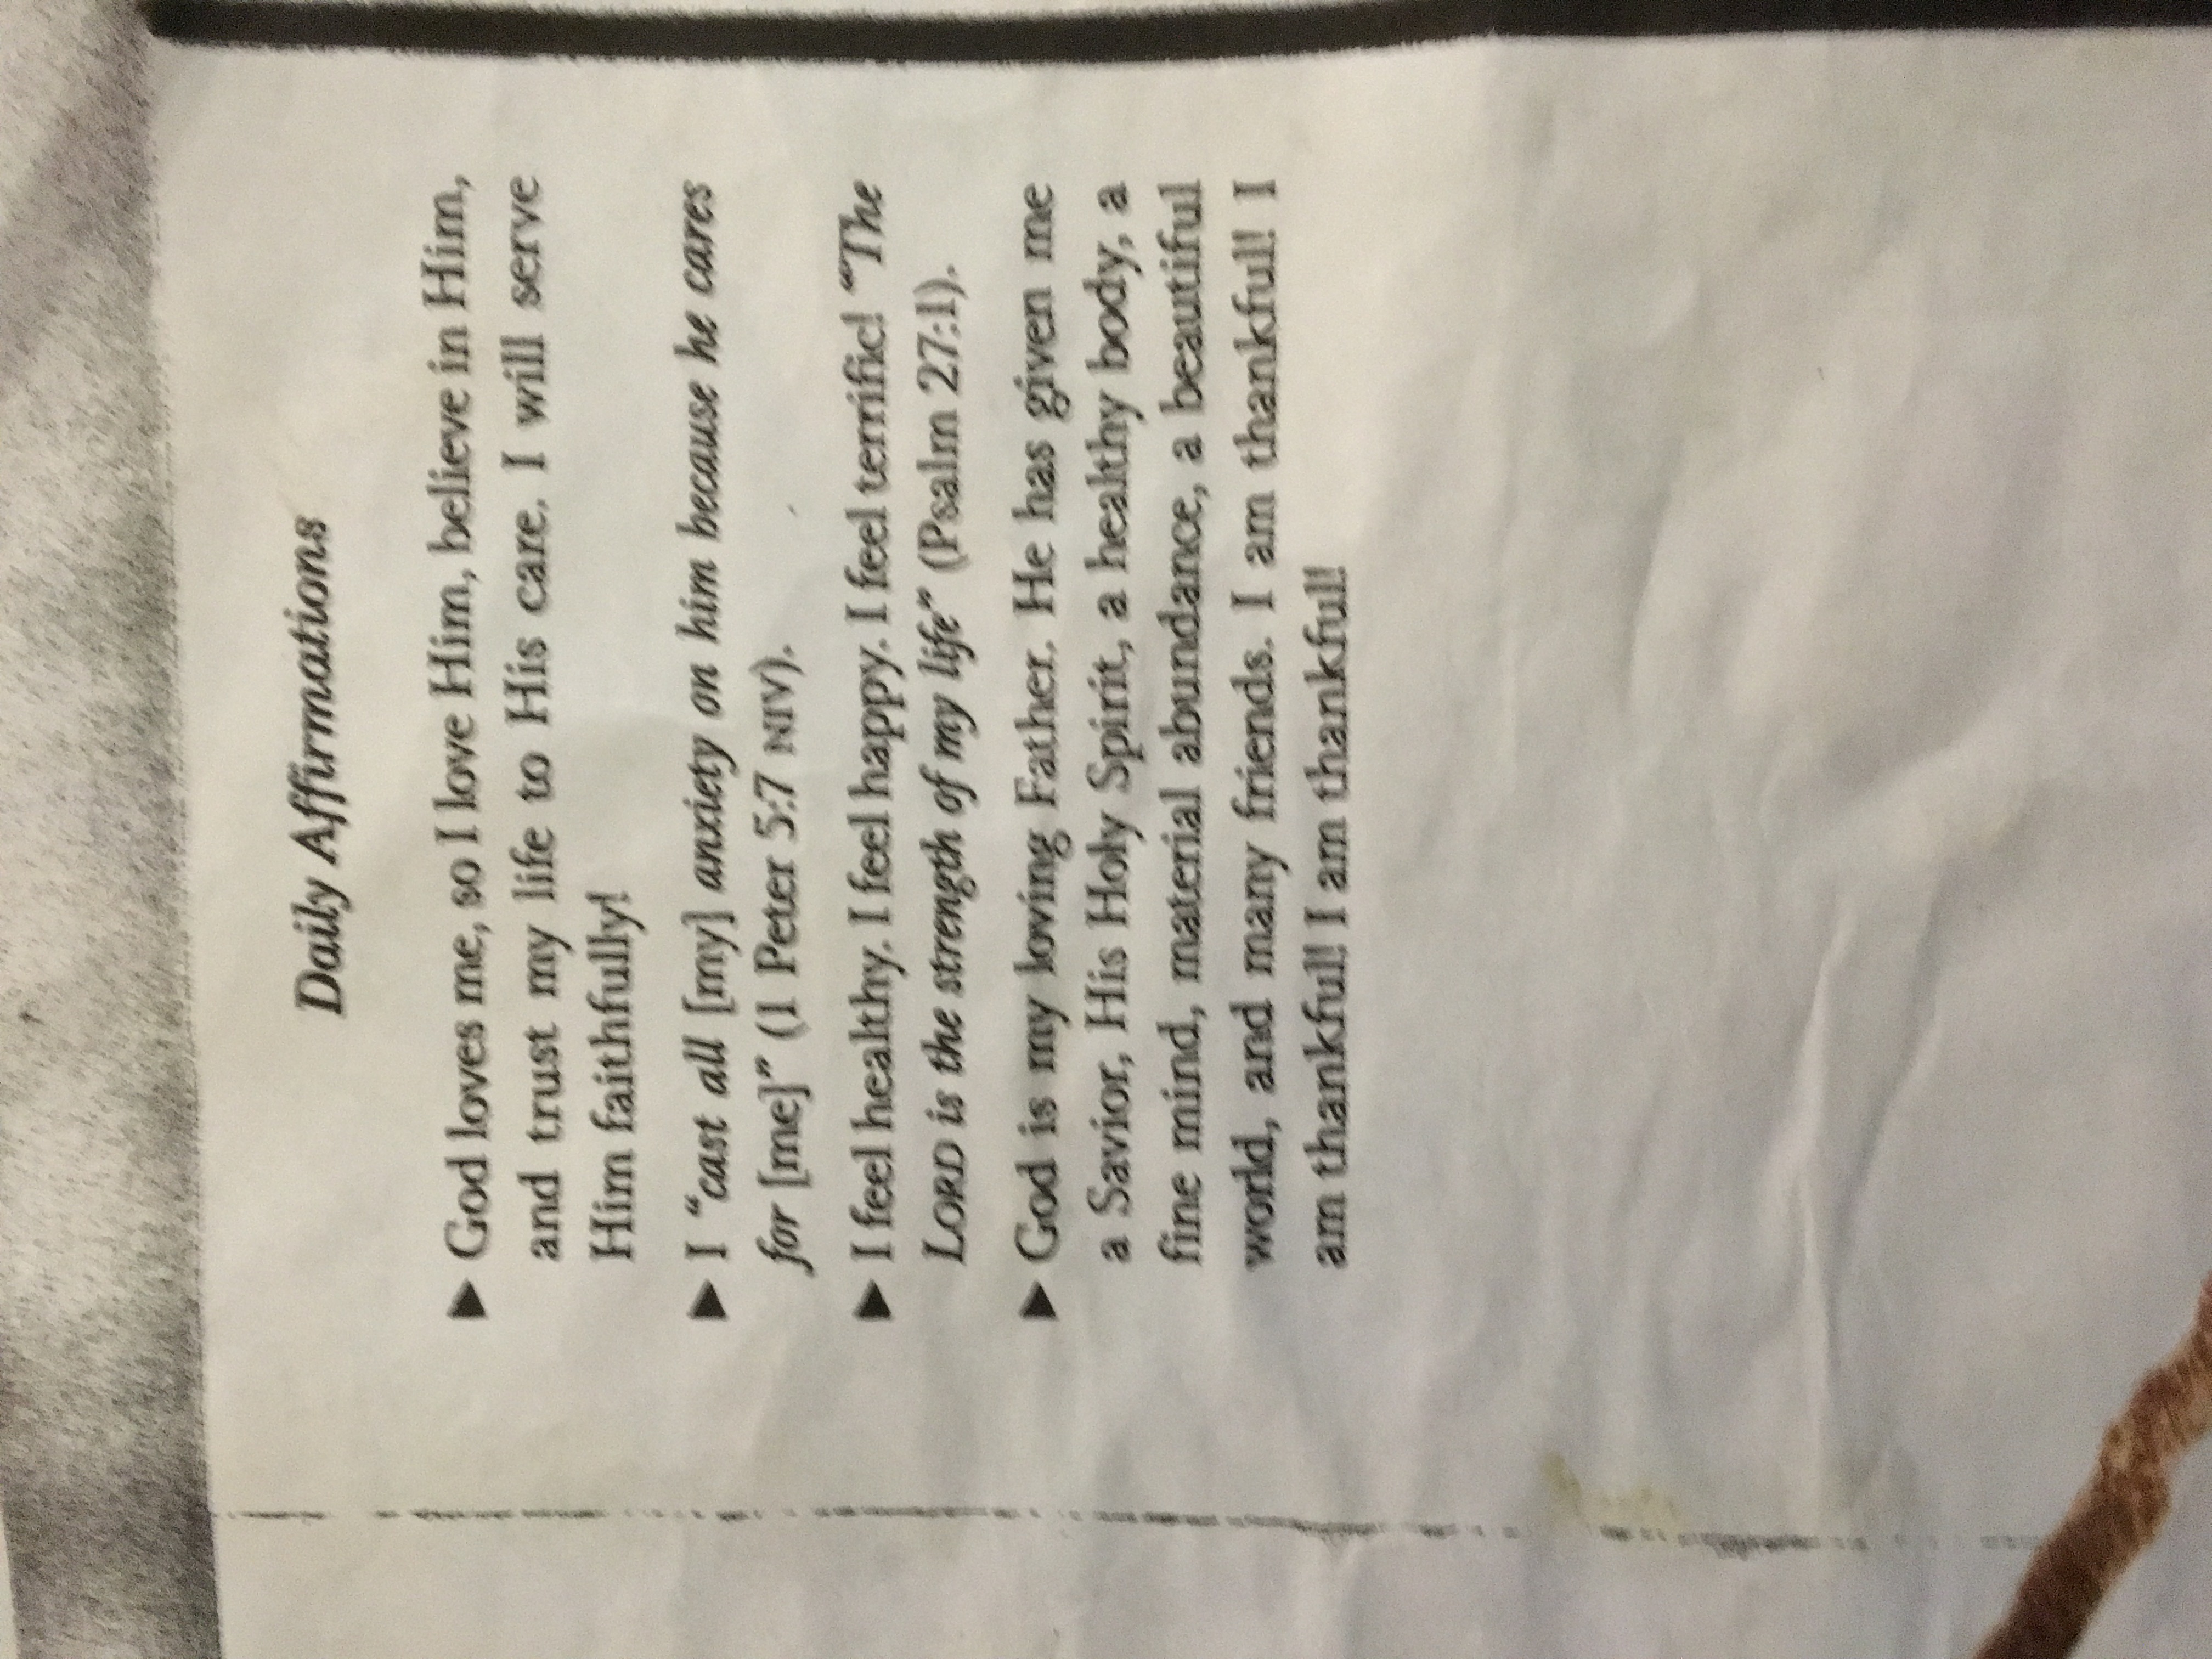 Daily Affirmations
► God loves me, so I love Him, believe in Him,
and trust my life to His care. I will serve
Him faithfully!
► I “cast all [my] anxiety on him because he cares
for [me]” (1 Peter 5:7 NIV).
► I feel healthy. I feel happy. I feel terrific! “The
LORD is the strength of my life” (Psalm 27:1).
► God is my loving Father. He has given me
a Savior, His Holy Spirit, a healthy body, a
fine mind, material abundance, a beautiful
world, and many friends. I am thankful! I
am thankful! I am thankful!